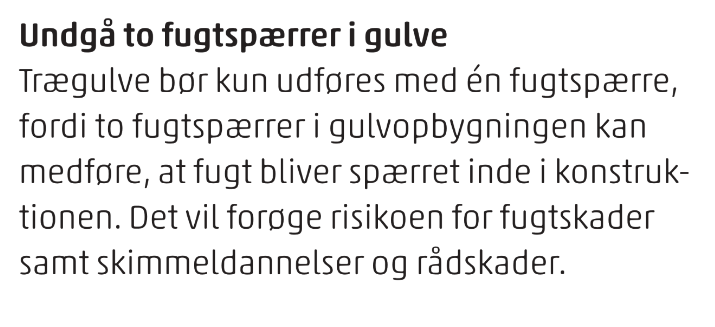 Undgå to fugtspærrer i gulve
Trægulve bør kun udføres med én fugtspærre,
fordi to fugtspærrer i gulvopbygningen kan
medføre, at fugt bliver spærret inde i konstruk-
tionen. Det vil forøge risikoen for fugtskader
samt skimmeldannelser og rådskader.